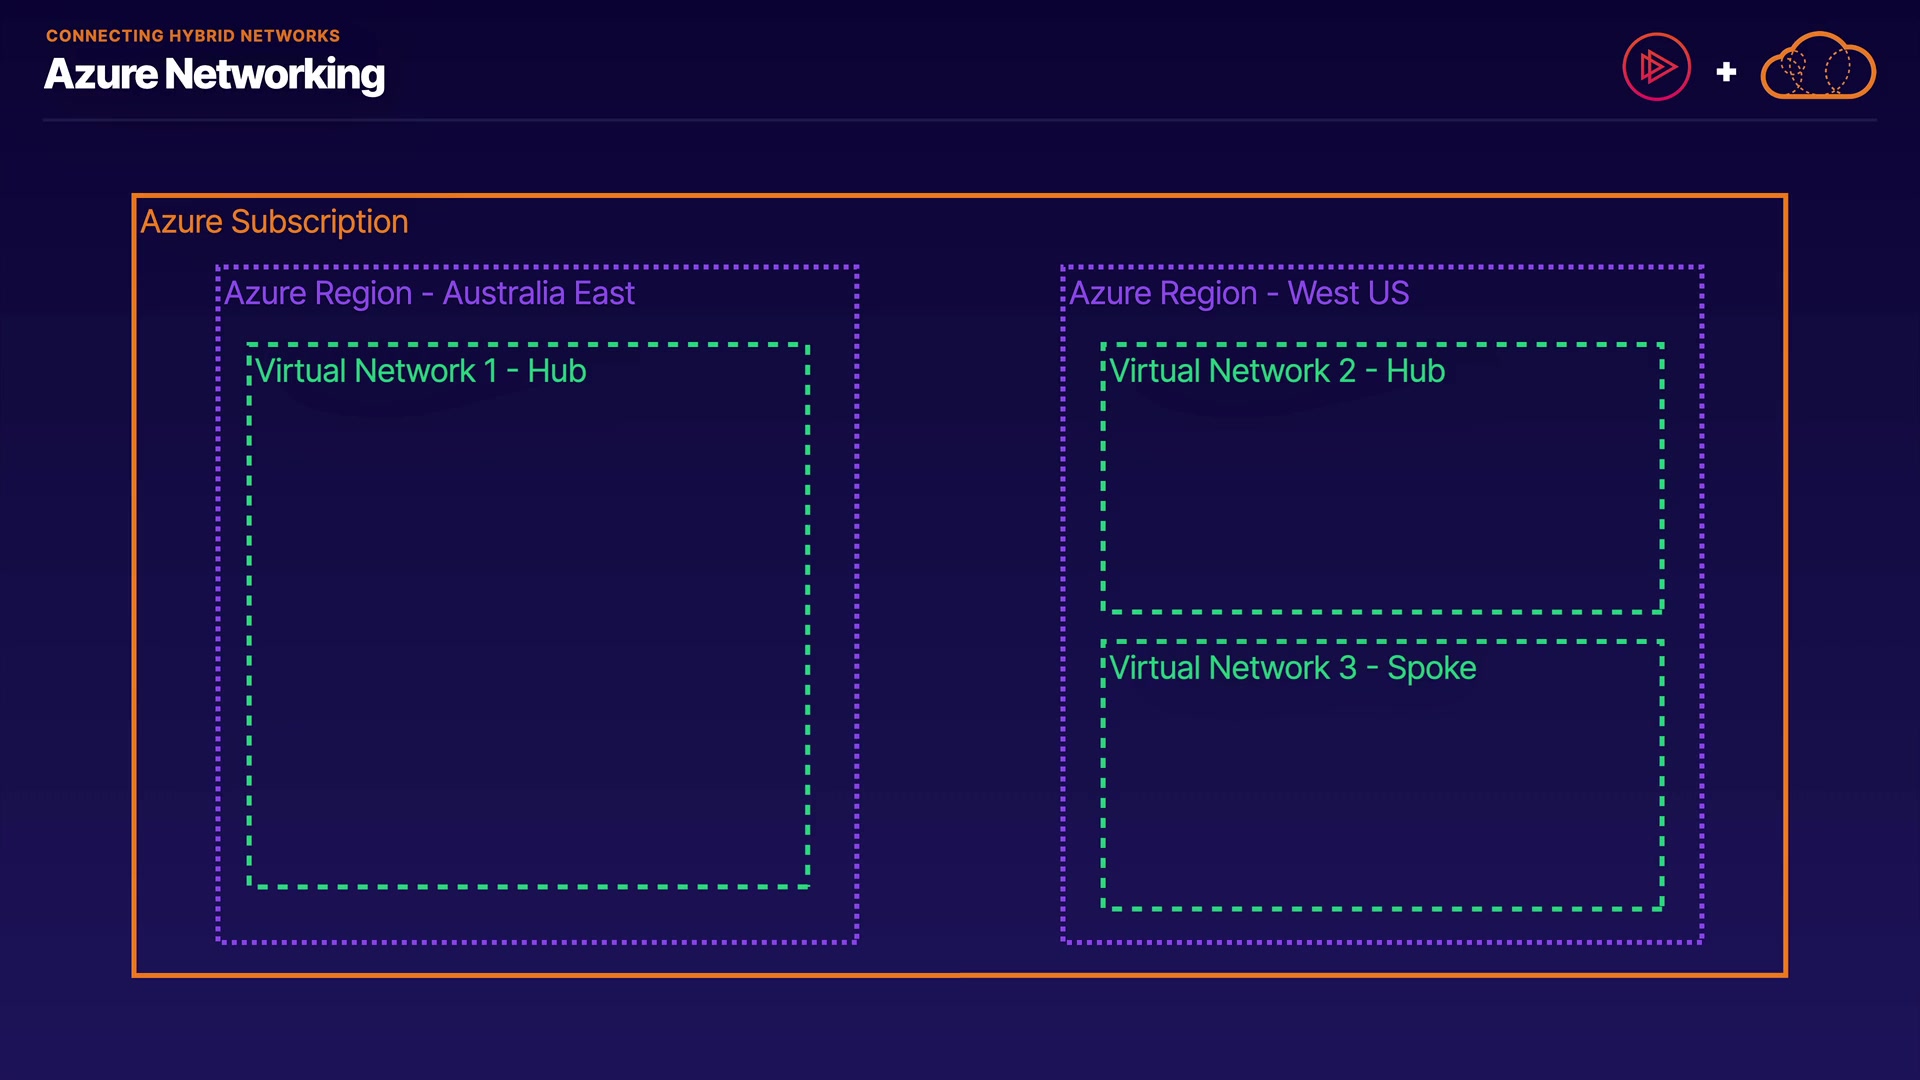 CONNECTING HYBRID NETWORKS
Azure Networking
Azure Subscription
Azure Region - Australia East
Virtual Network 1 - Hub
Azure Region - West US
Virtual Network 2 - Hub
Virtual Network 3 - Spoke